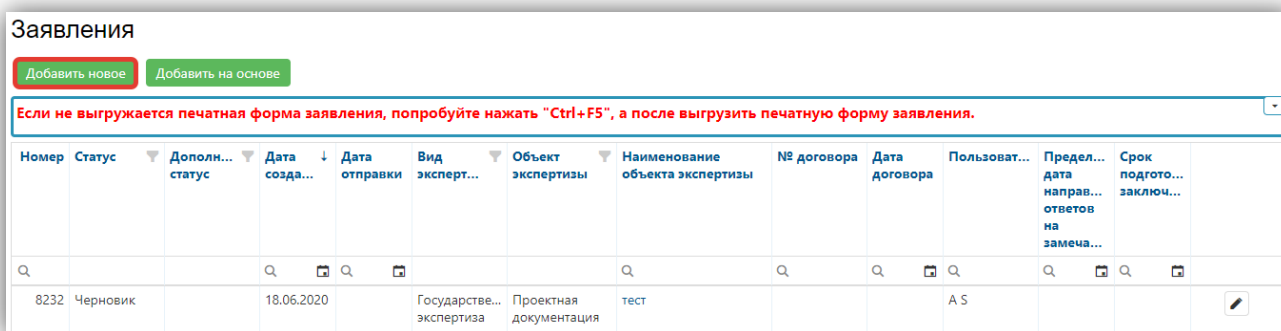 Заявления
Добавить новое Добавить на основе
Если не выгружается печатная форма заявления, попробуйте нажать "Ctrl+F5", а после выгрузить печатную форму заявления.
Номер Статус Дополн... Дата ↓ Дата Вид Объект Наименование № договора Дата Пользоват... Предел... Срок
статус созда... отправки эксперт... экспертизы объекта экспертизы договора дата подгото...
направ... заключ...
ответов
на
замеча...
8232 Черновик 18.06.2020 Государстве... Проектная тест A S
экспертиза документация